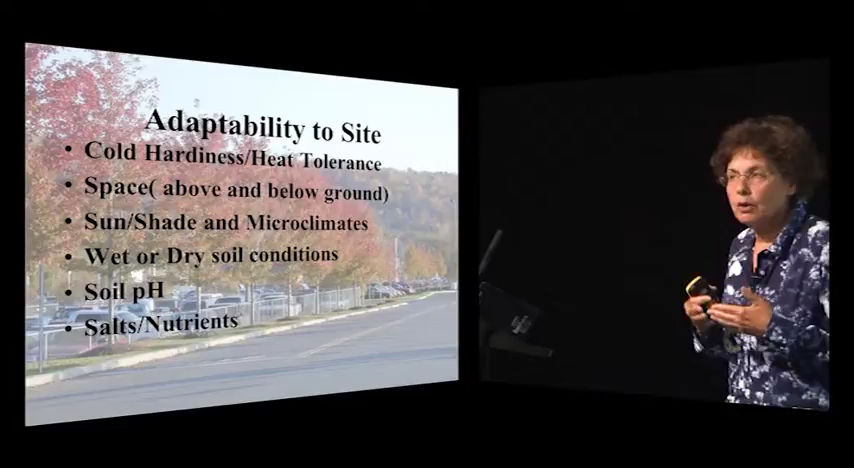 Adaptability to Site
• Cold Hardiness/Heat Tolerance
• Space( above and below ground)
• Sun/Shade and Microclimates
• Wet or Dry soil conditions
• Soil pH
• Salts/Nutrients